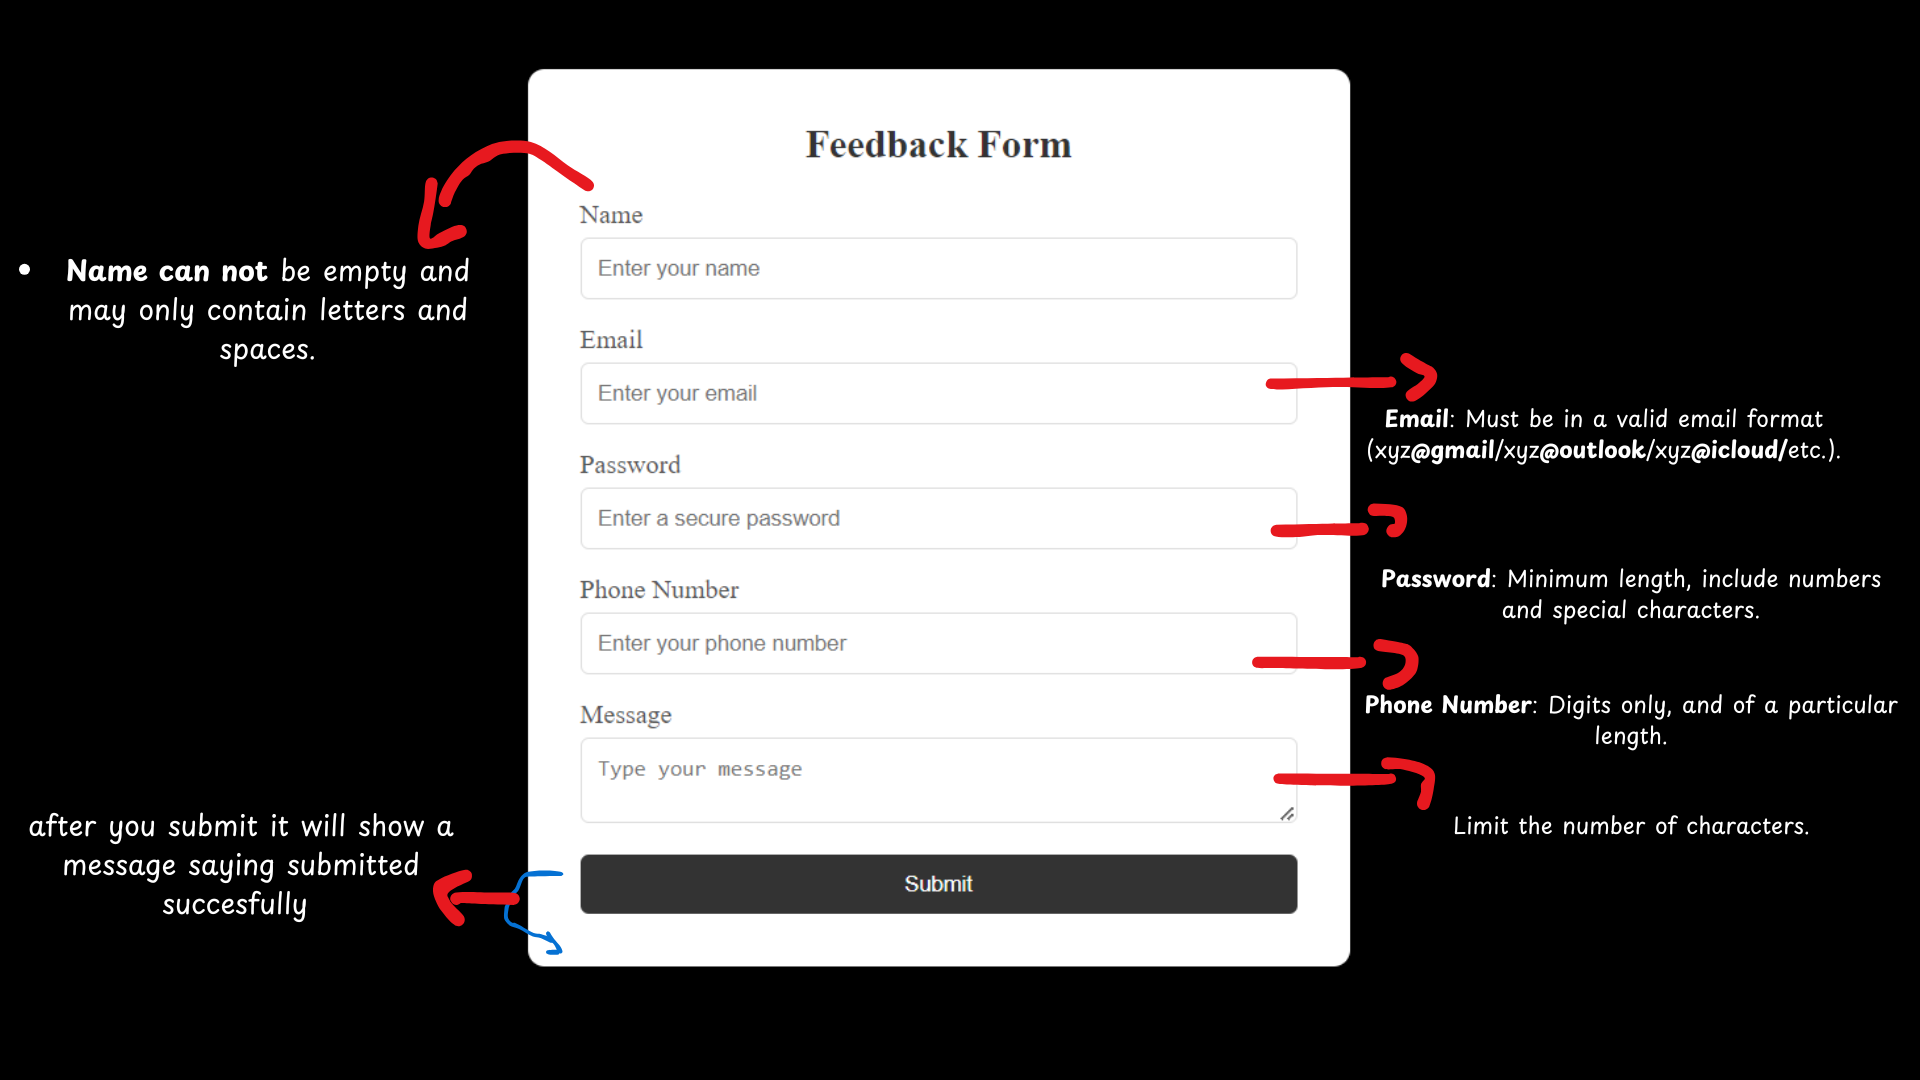 Feedback Form
Name
Enter your name
Email
Enter your email
Password
Enter a secure password
Phone Number
Enter your phone number
Message
Type your message
Submit
• Name can not be empty and
may only contain letters and
spaces.
after you submit it will show a
message saying submitted
succesfully
Email: Must be in a valid email format
(xyz@gmail/xyz@outlook/xyz@icloud/etc.).
Password: Minimum length, include numbers
and special characters.
Phone Number: Digits only, and of a particular
length.
Limit the number of characters.